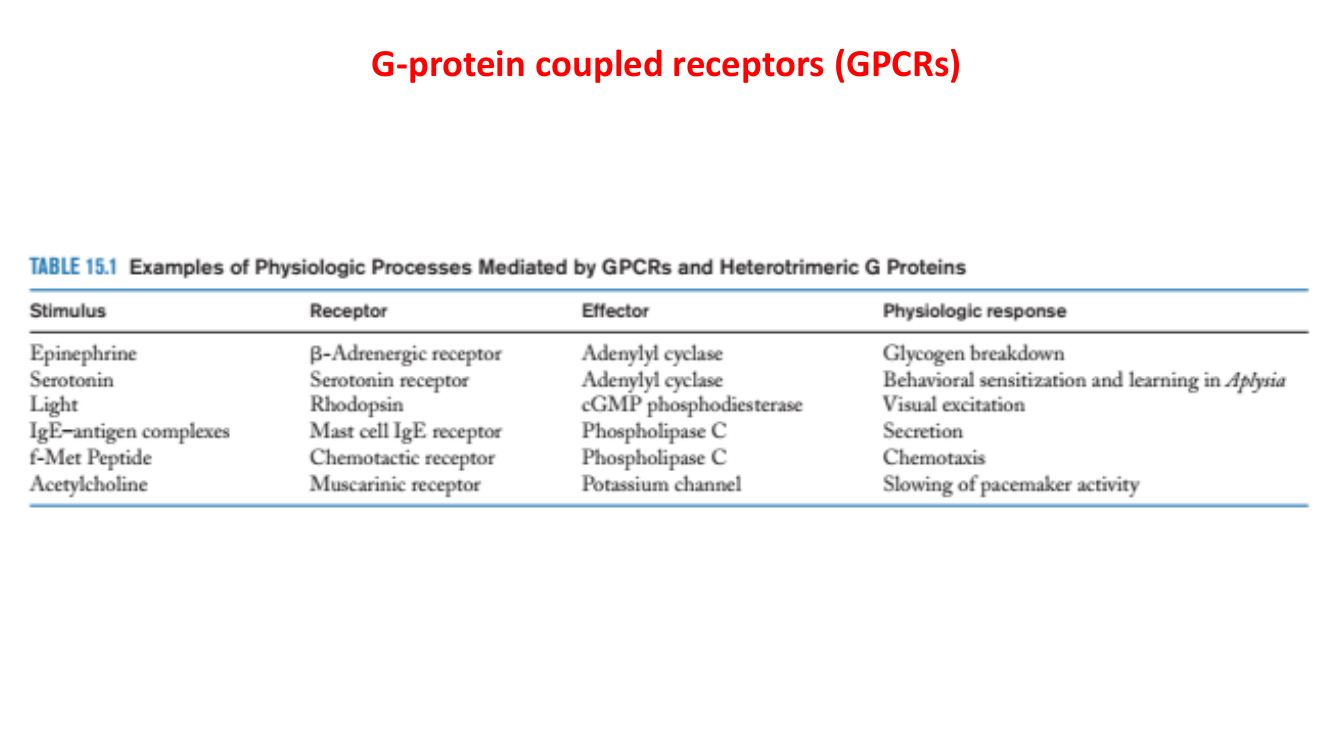 G-protein coupled receptors (GPCRs)
TABLE 15.1 Examples of Physiologic Processes Mediated by GPCRs and Heterotrimeric G Proteins
Stimulus Receptor Effector Physiologic response
Epinephrine β-Adrenergic receptor Adenylyl cyclase Glycogen breakdown
Serotonin Serotonin receptor Adenylyl cyclase Behavioral sensitization and learning in Aplysia
Light Rhodopsin cGMP phosphodiesterase Visual excitation
IgE–antigen complexes Mast cell IgE receptor Phospholipase C Secretion
f-Met Peptide Chemotactic receptor Phospholipase C Chemotaxis
Acetylcholine Muscarinic receptor Potassium channel Slowing of pacemaker activity